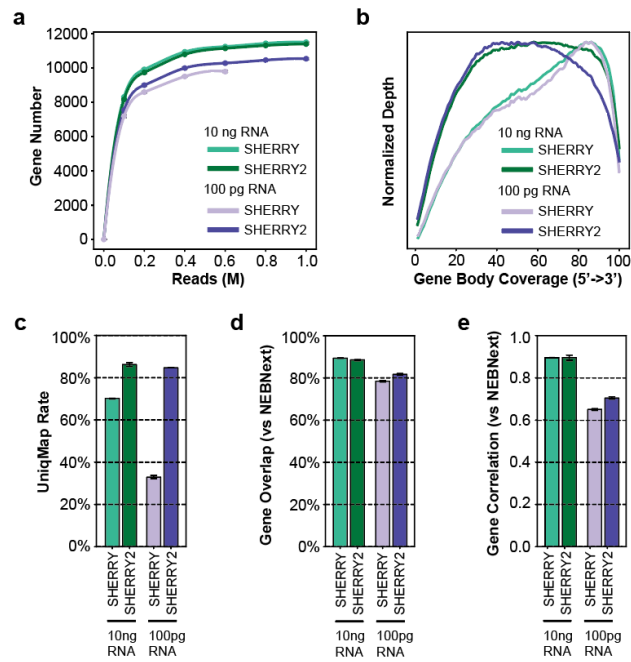 a
12000
10000
8000
6000
4000
2000
0
Gene Number
10 ng RNA
SHERRY
SHERRY2
100 pg RNA
SHERRY
SHERRY2
0.0 0.2 0.4 0.6 0.8 1.0
Reads (M)
b
Normalized Depth
10 ng RNA
SHERRY
SHERRY2
100 pg RNA
SHERRY
SHERRY2
0 20 40 60 80 100
Gene Body Coverage (5'->3')
c
100%
80%
60%
40%
20%
0%
UniqMap Rate
SHERRY
SHERRY2
SHERRY
SHERRY2
10ng 100pg
RNA RNA
d
100%
80%
60%
40%
20%
0%
Gene Overlap (vs NEBNext)
SHERRY
SHERRY2
SHERRY
SHERRY2
10ng 100pg
RNA RNA
e
1.0
0.8
0.6
0.4
0.2
0.0
Gene Correlation (vs NEBNext)
SHERRY
SHERRY2
SHERRY
SHERRY2
10ng 100pg
RNA RNA